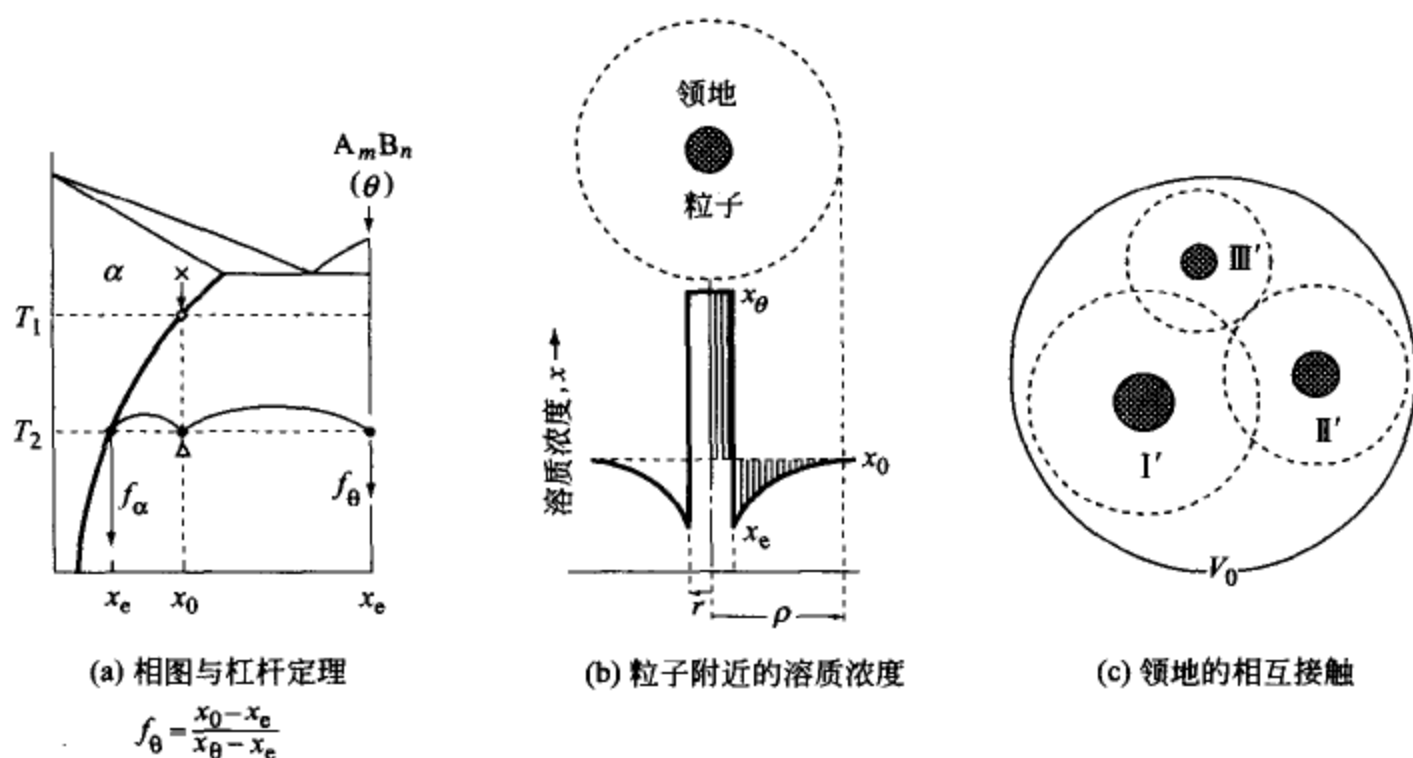 A_mB_n
(θ)
α
×
T_1
T_2
f_α
f_θ
x_e
x_0
x_e
(a) 相图与杠杆定理
f_θ = \frac{x_0 - x_e}{x_θ - x_e}
领地
粒子
溶质浓度, x →
x_θ
x_0
x_e
r
ρ
(b) 粒子附近的溶质浓度
Ⅲ′
Ⅱ′
Ⅰ′
V_0
(c) 领地的相互接触